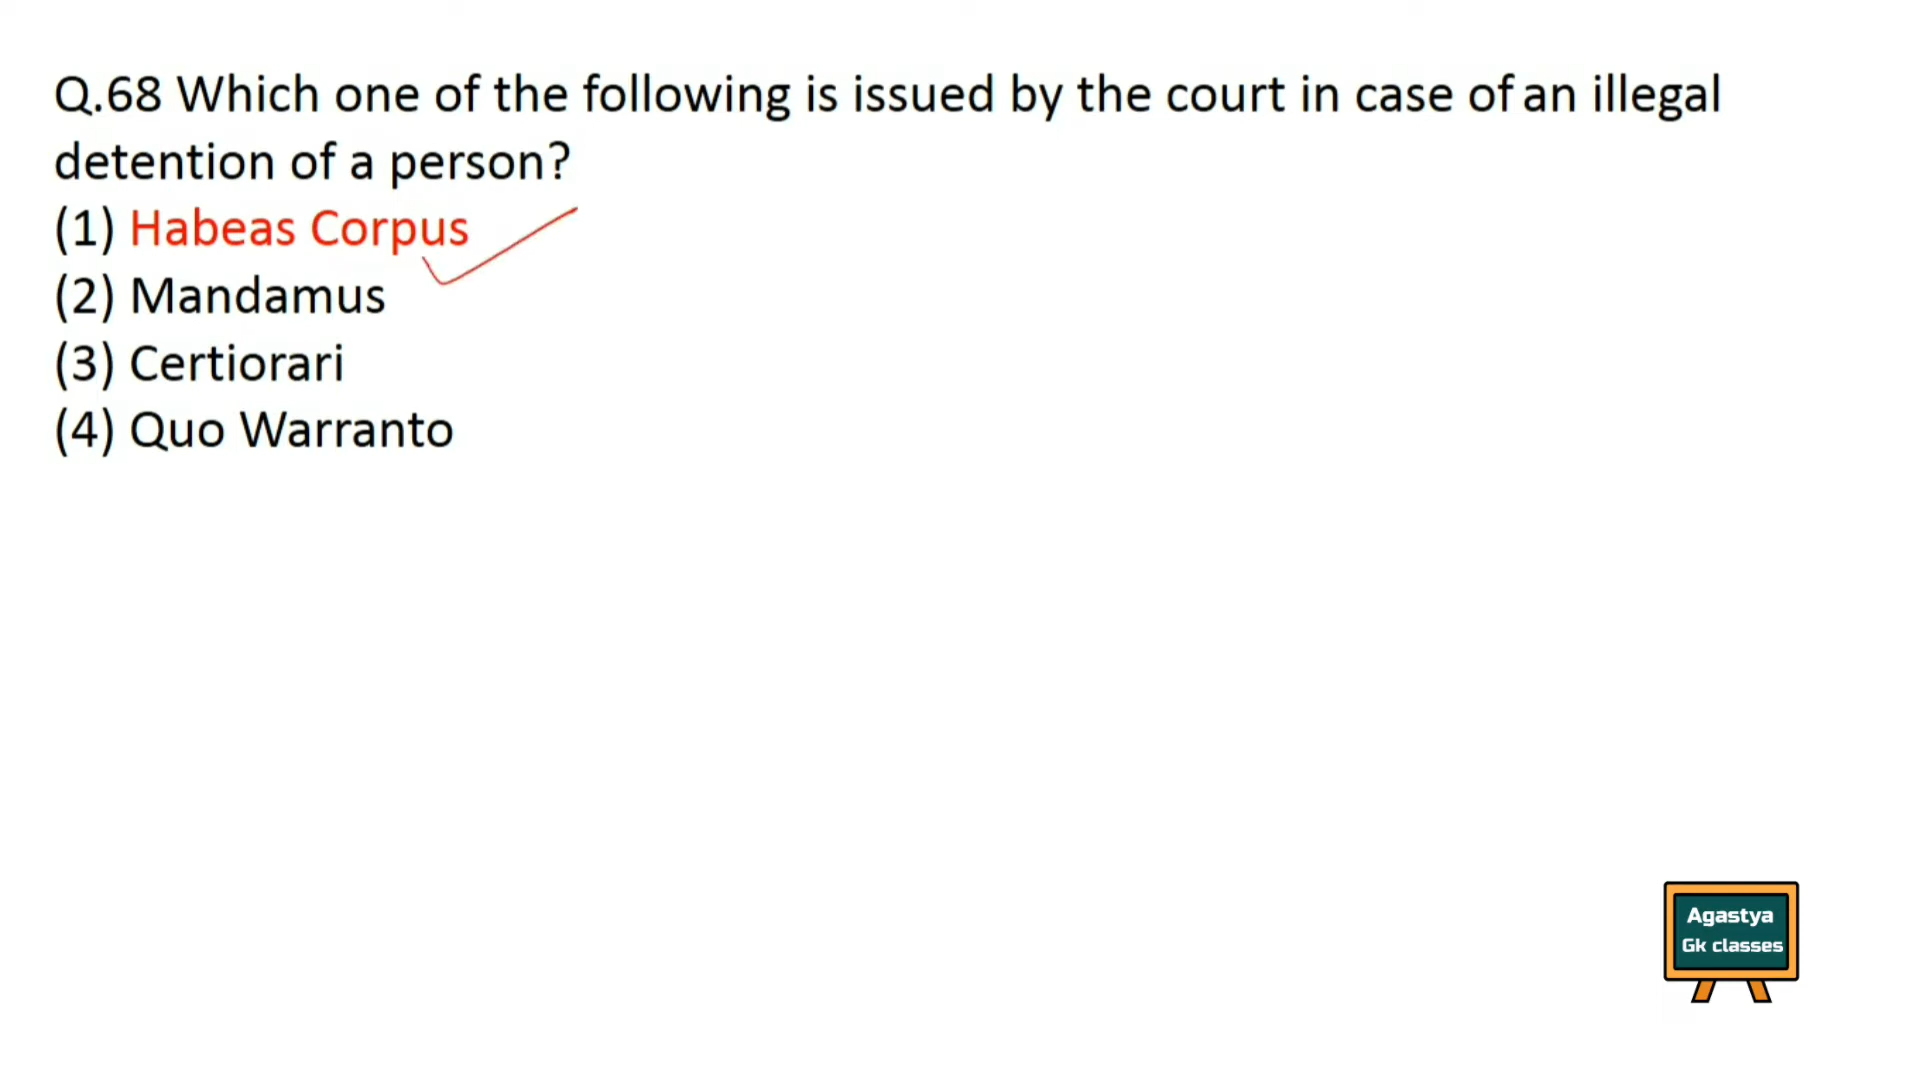 Q.68 Which one of the following is issued by the court in case of an illegal
detention of a person?
(1) Habeas Corpus
(2) Mandamus
(3) Certiorari
(4) Quo Warranto
Agastya
Gk classes